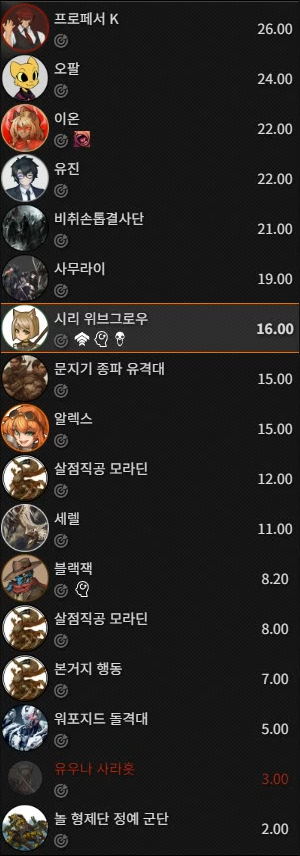 프로페서 K
26.00
오팔
24.00
이온
22.00
유진
22.00
비취손톱결사단
21.00
사무라이
19.00
시리 위브그로우
16.00
문지기 종파 유격대
15.00
알렉스
15.00
살점직공 모라딘
12.00
세렐
11.00
블랙잭
8.20
살점직공 모라딘
8.00
본거지 행동
7.00
워포지드 돌격대
5.00
유우나 사라흣
3.00
놀 형제단 정예 군단
2.00